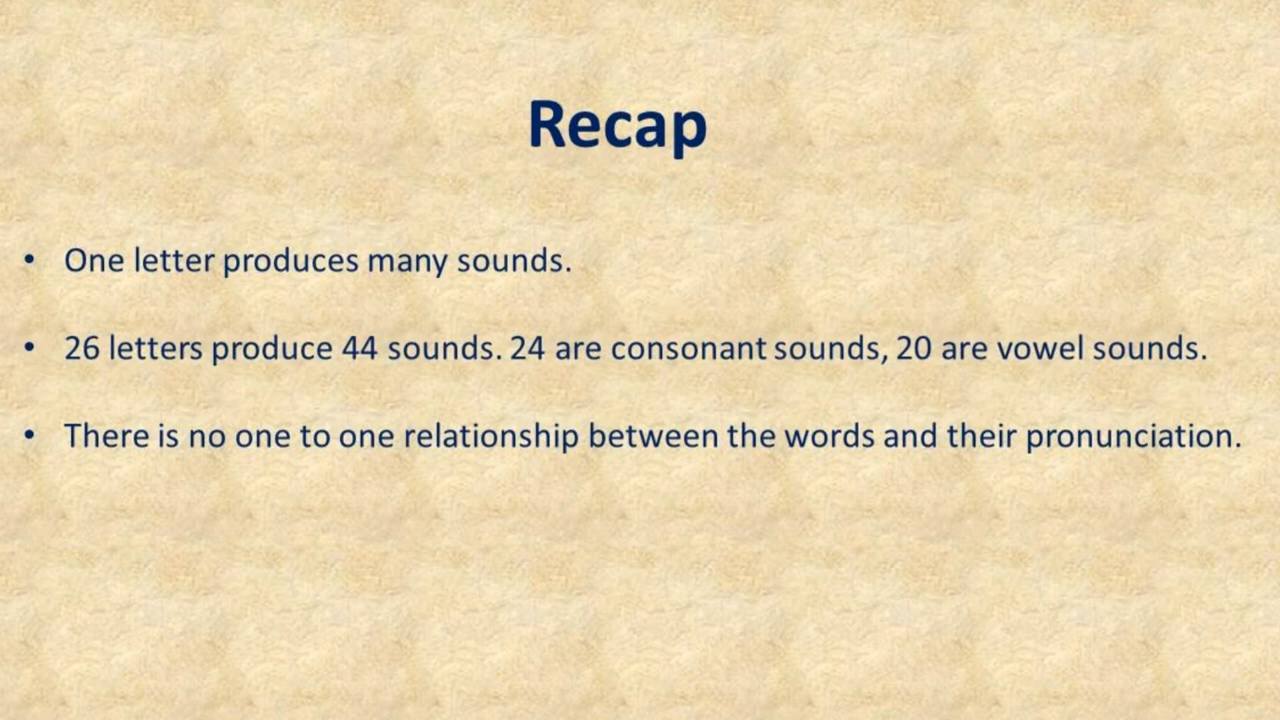 Recap
• One letter produces many sounds.
• 26 letters produce 44 sounds. 24 are consonant sounds, 20 are vowel sounds.
• There is no one to one relationship between the words and their pronunciation.